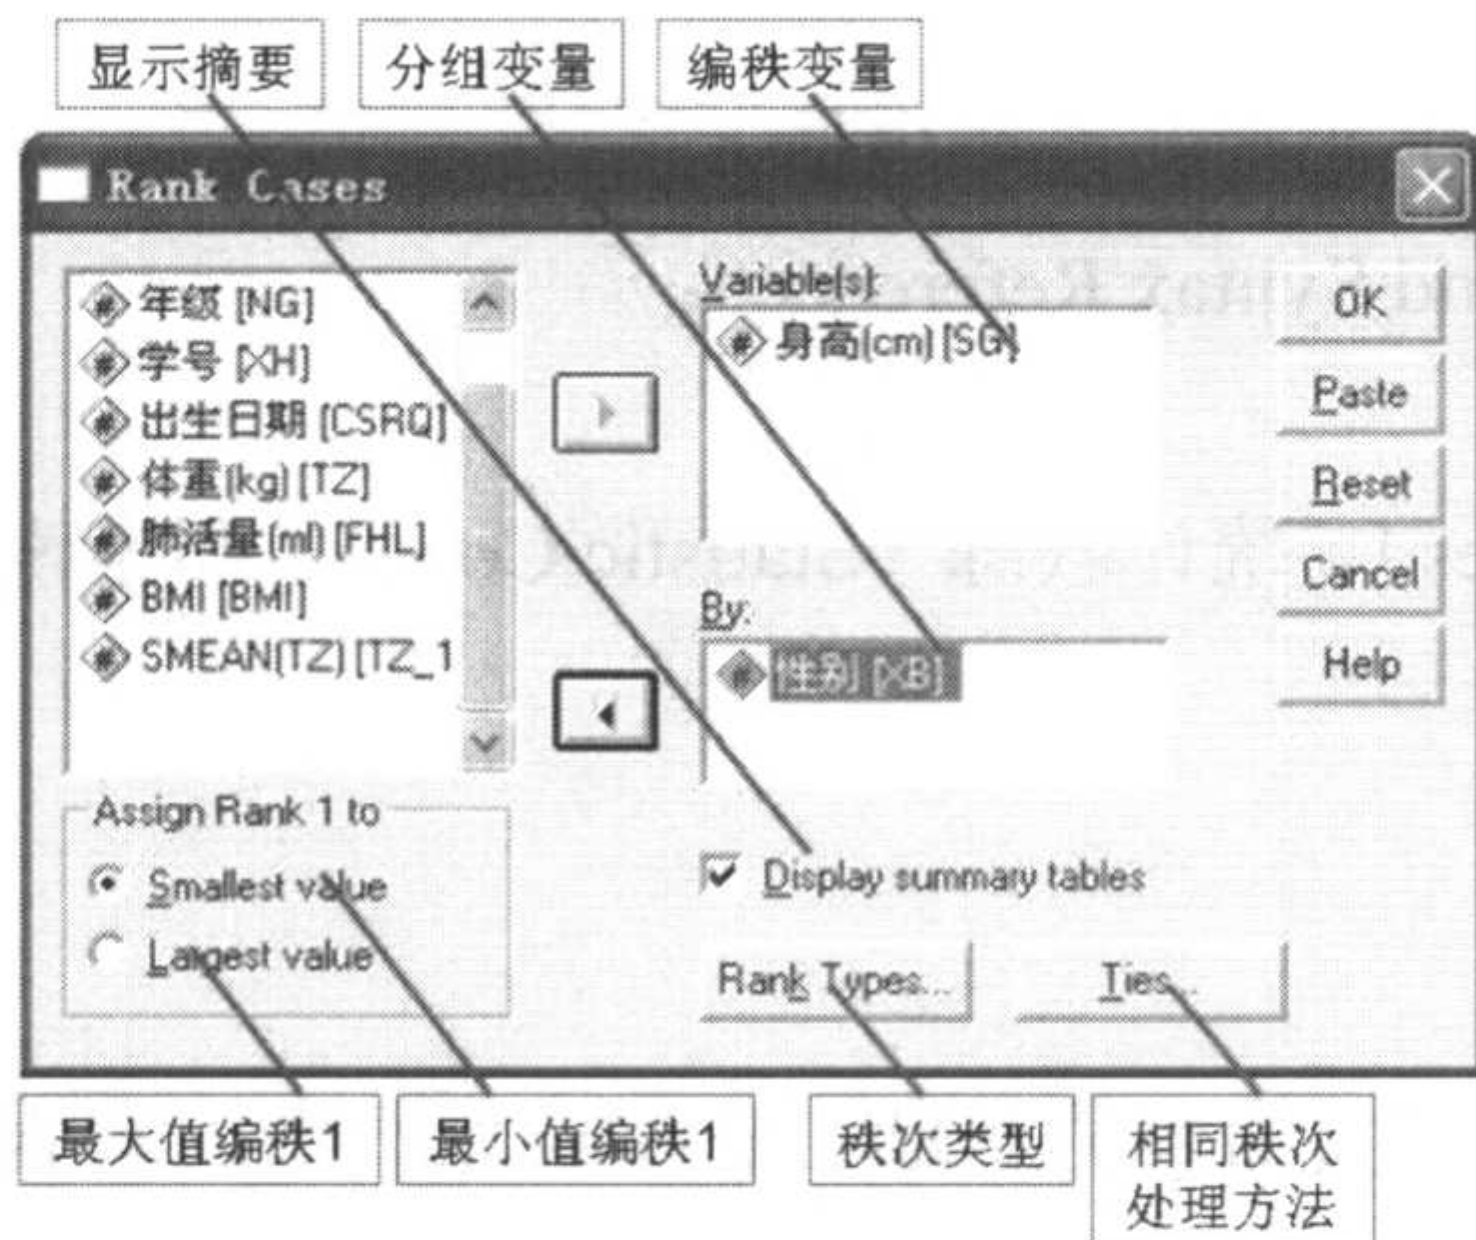 显示摘要
分组变量
编秩变量
Rank Cases
年级 [NG]
学号 [XH]
出生日期 [CSRQ]
体重(kg) [TZ]
肺活量(ml) [FHL]
BMI [BMI]
SMEAN(TZ) [TZ_1
Variable(s):
身高(cm) [SG]
By:
性别 [XB]
OK
Paste
Reset
Cancel
Help
Assign Rank 1 to
Smallest value
Largest value
Display summary tables
Rank Types...
Ties...
最大值编秩1
最小值编秩1
秩次类型
相同秩次
处理方法